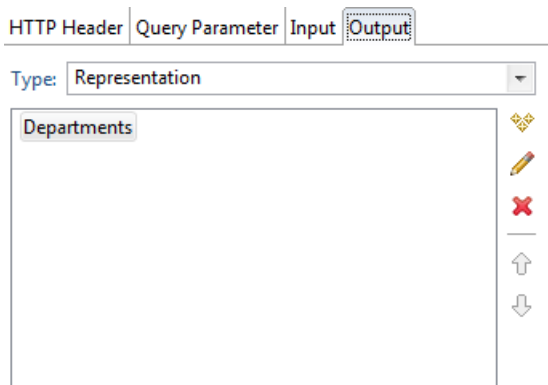 HTTP Header Query Parameter Input Output
Type: Representation
Departments